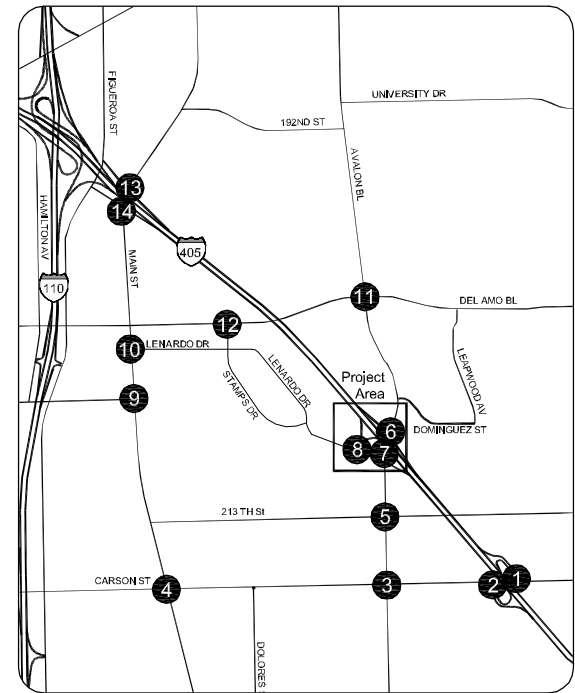 FIGUEROA ST
UNIVERSITY DR
192ND ST
AVALON BL
13
14
HAMILTON AV
MAIN ST
405
110
11
DEL AMO BL
12
10
LENARDO DR
LENARDO DR
LEAPWOOD AV
STAMPS DR
Project
Area
9
6
DOMINGUEZ ST
8
7
213 TH St
5
CARSON ST
4
3
2
1
DOLORES S